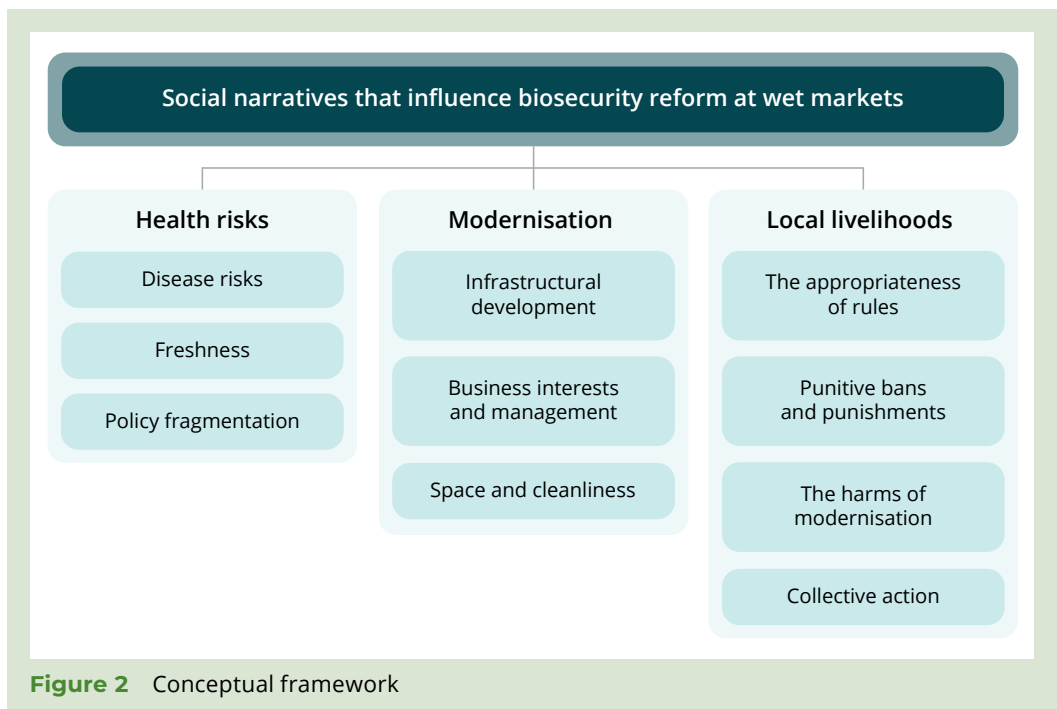 Social narratives that influence biosecurity reform at wet markets
Health risks
Disease risks
Freshness
Policy fragmentation
Modernisation
Infrastructural
development
Business interests
and management
Space and cleanliness
Local livelihoods
The appropriateness
of rules
Punitive bans
and punishments
The harms of
modernisation
Collective action
Figure 2 Conceptual framework